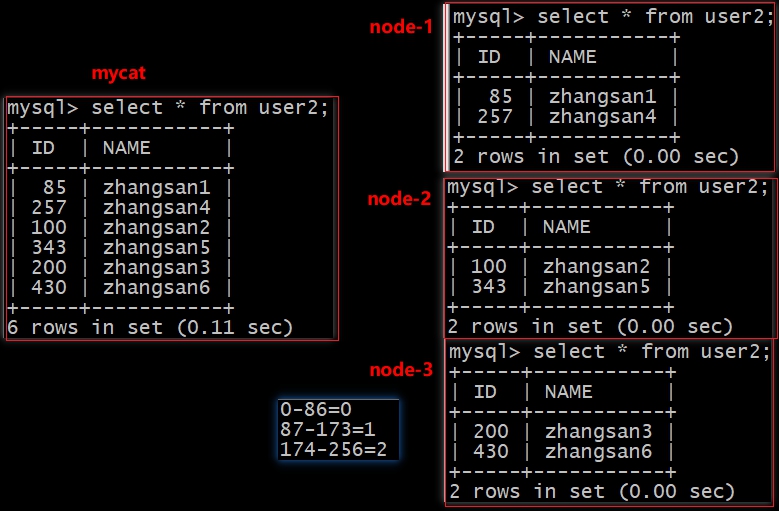 mycat
mysql> select * from user2;
+-----+-----------+
| ID | NAME |
+-----+-----------+
| 85 | zhangsan1 |
| 257 | zhangsan4 |
| 100 | zhangsan2 |
| 343 | zhangsan5 |
| 200 | zhangsan3 |
| 430 | zhangsan6 |
+-----+-----------+
6 rows in set (0.11 sec)
0-86=0
87-173=1
174-256=2
node-1
mysql> select * from user2;
+-----+-----------+
| ID | NAME |
+-----+-----------+
| 85 | zhangsan1 |
| 257 | zhangsan4 |
+-----+-----------+
2 rows in set (0.00 sec)
node-2
mysql> select * from user2;
+-----+-----------+
| ID | NAME |
+-----+-----------+
| 100 | zhangsan2 |
| 343 | zhangsan5 |
+-----+-----------+
2 rows in set (0.00 sec)
node-3
mysql> select * from user2;
+-----+-----------+
| ID | NAME |
+-----+-----------+
| 200 | zhangsan3 |
| 430 | zhangsan6 |
+-----+-----------+
2 rows in set (0.00 sec)